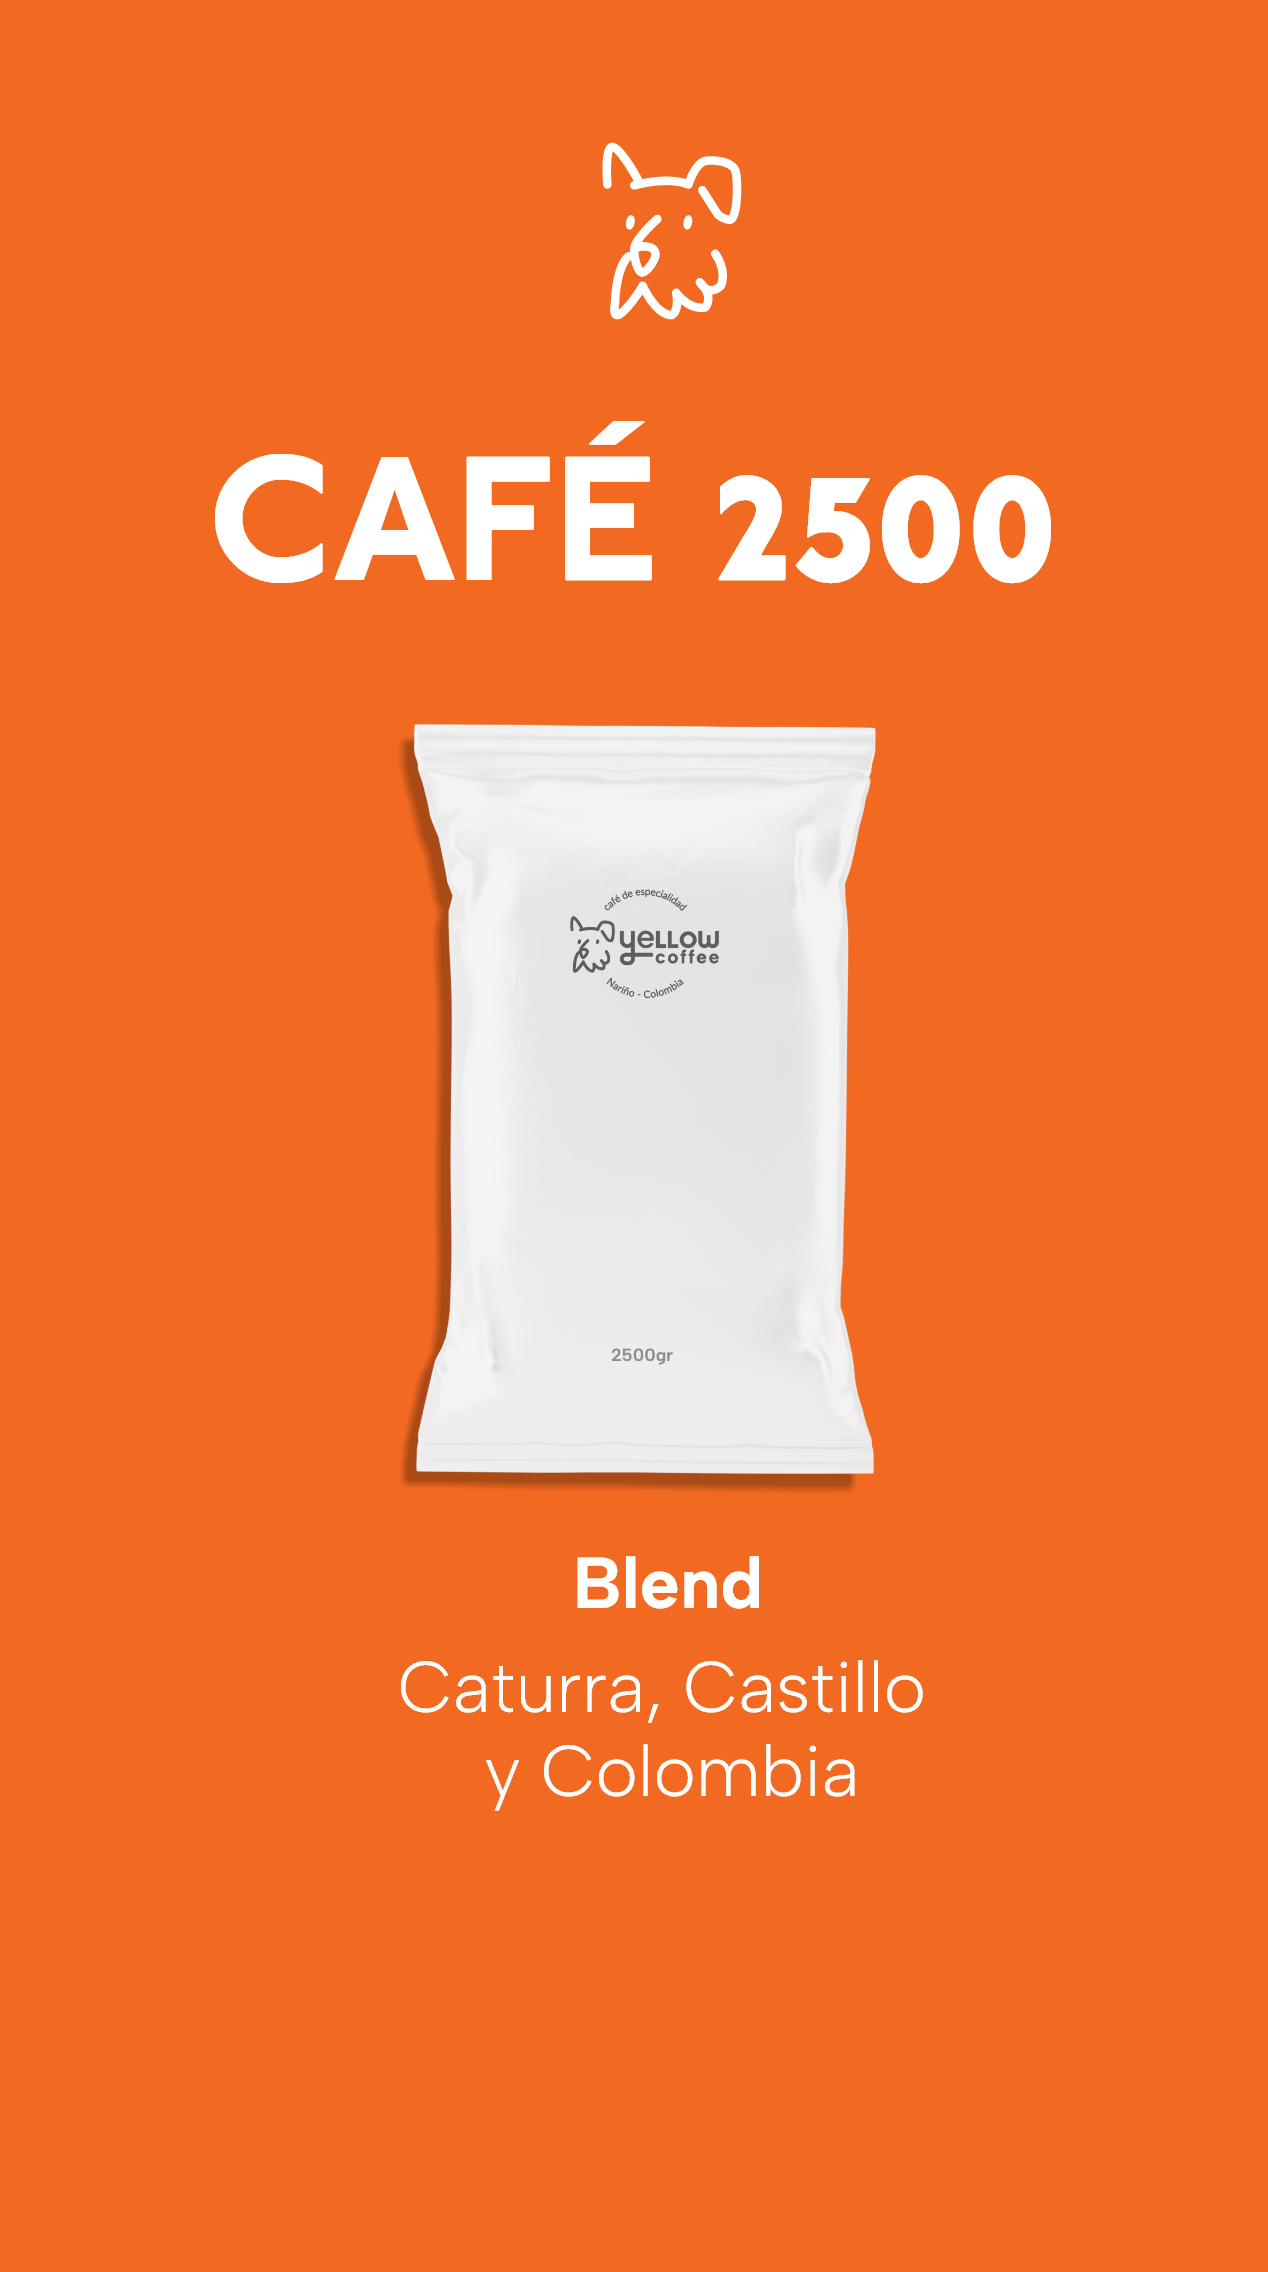 CAFÉ 2500
café de especialidad
yellow
coffee
Nariño - Colombia
2500gr
Blend
Caturra, Castillo
y Colombia